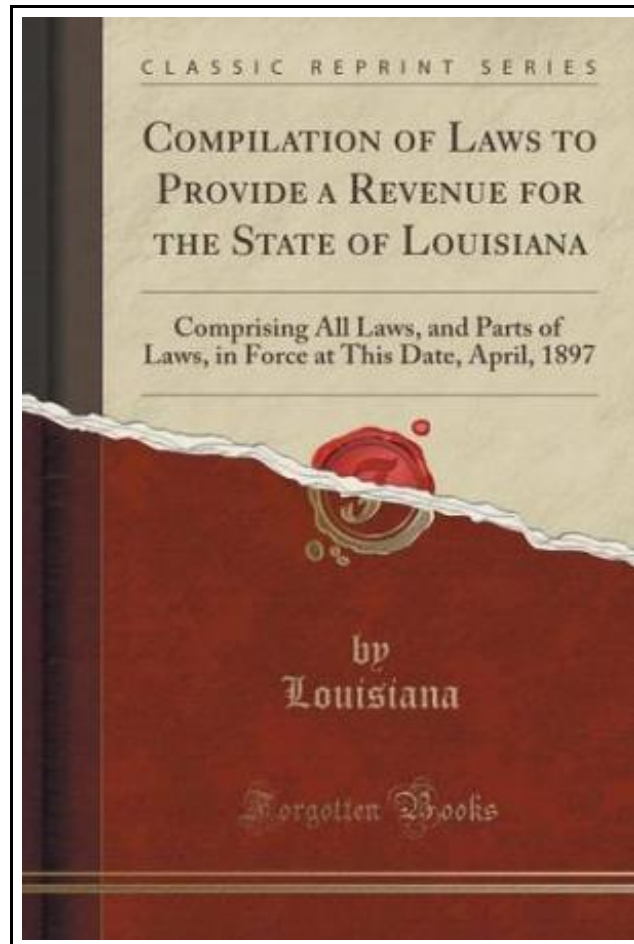 CLASSIC REPRINT SERIES
COMPILATION OF LAWS TO
PROVIDE A REVENUE FOR
THE STATE OF LOUISIANA
Comprising All Laws, and Parts of
Laws, in Force at This Date, April, 1897
F
by
Louisiana
Forgotten Books